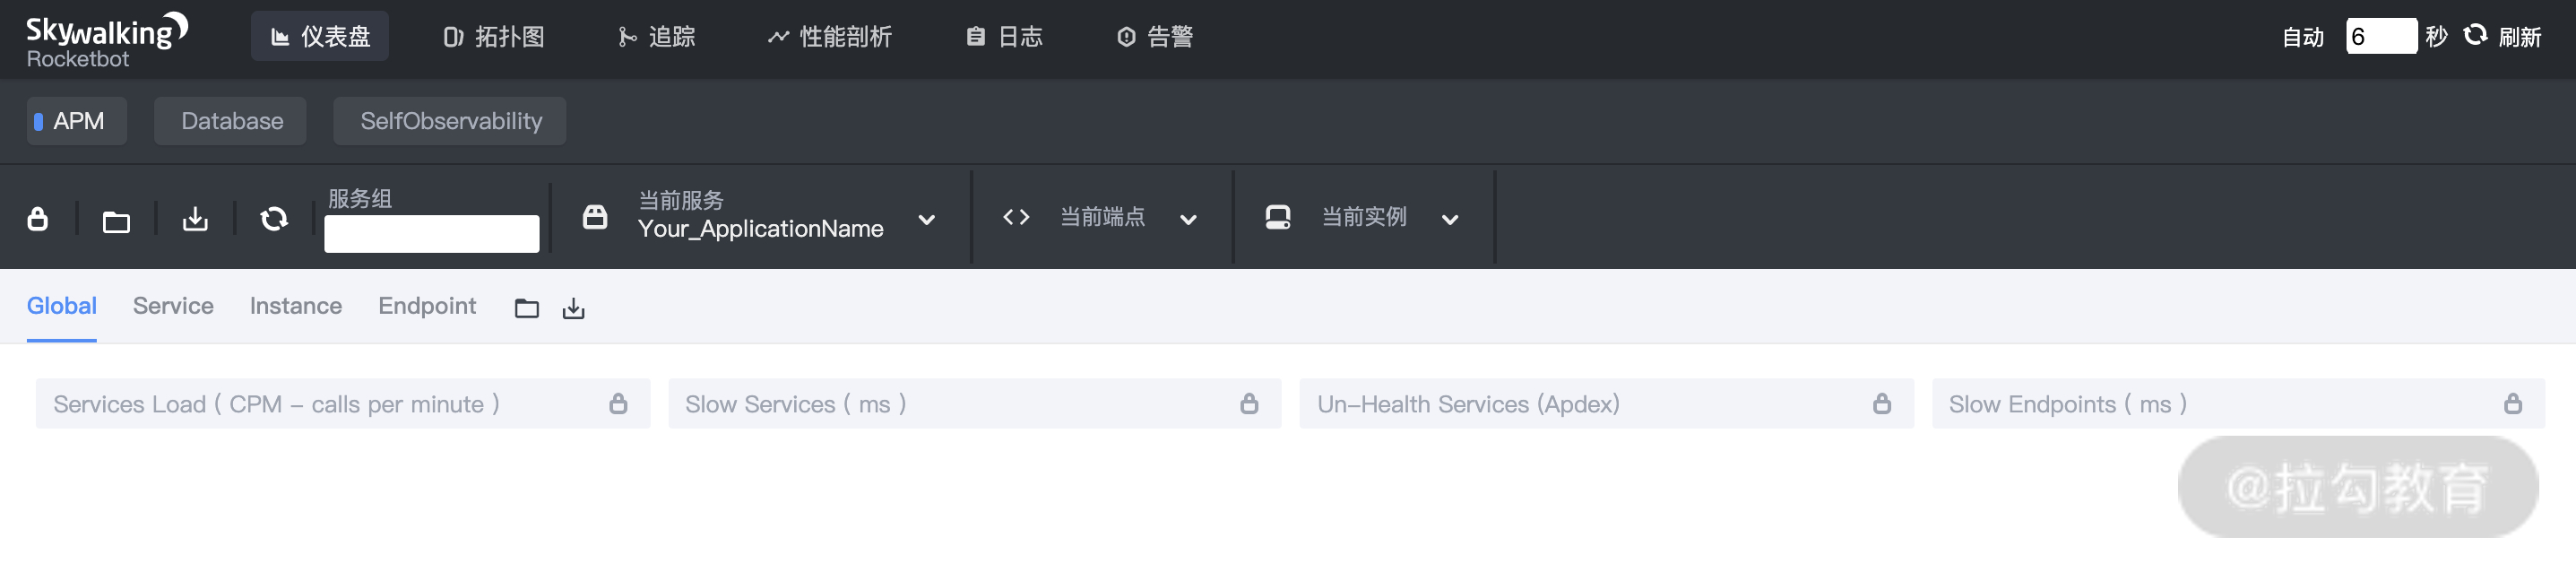 Skywalking
Rocketbot
仪表盘 拓扑图 追踪 性能剖析 日志 告警 自动 6 秒 刷新
APM Database SelfObservability
服务组 当前服务
Your_ApplicationName 当前端点 当前实例
Global Service Instance Endpoint
Services Load ( CPM - calls per minute ) Slow Services ( ms ) Un-Health Services (Apdex) Slow Endpoints ( ms )
@拉勾教育